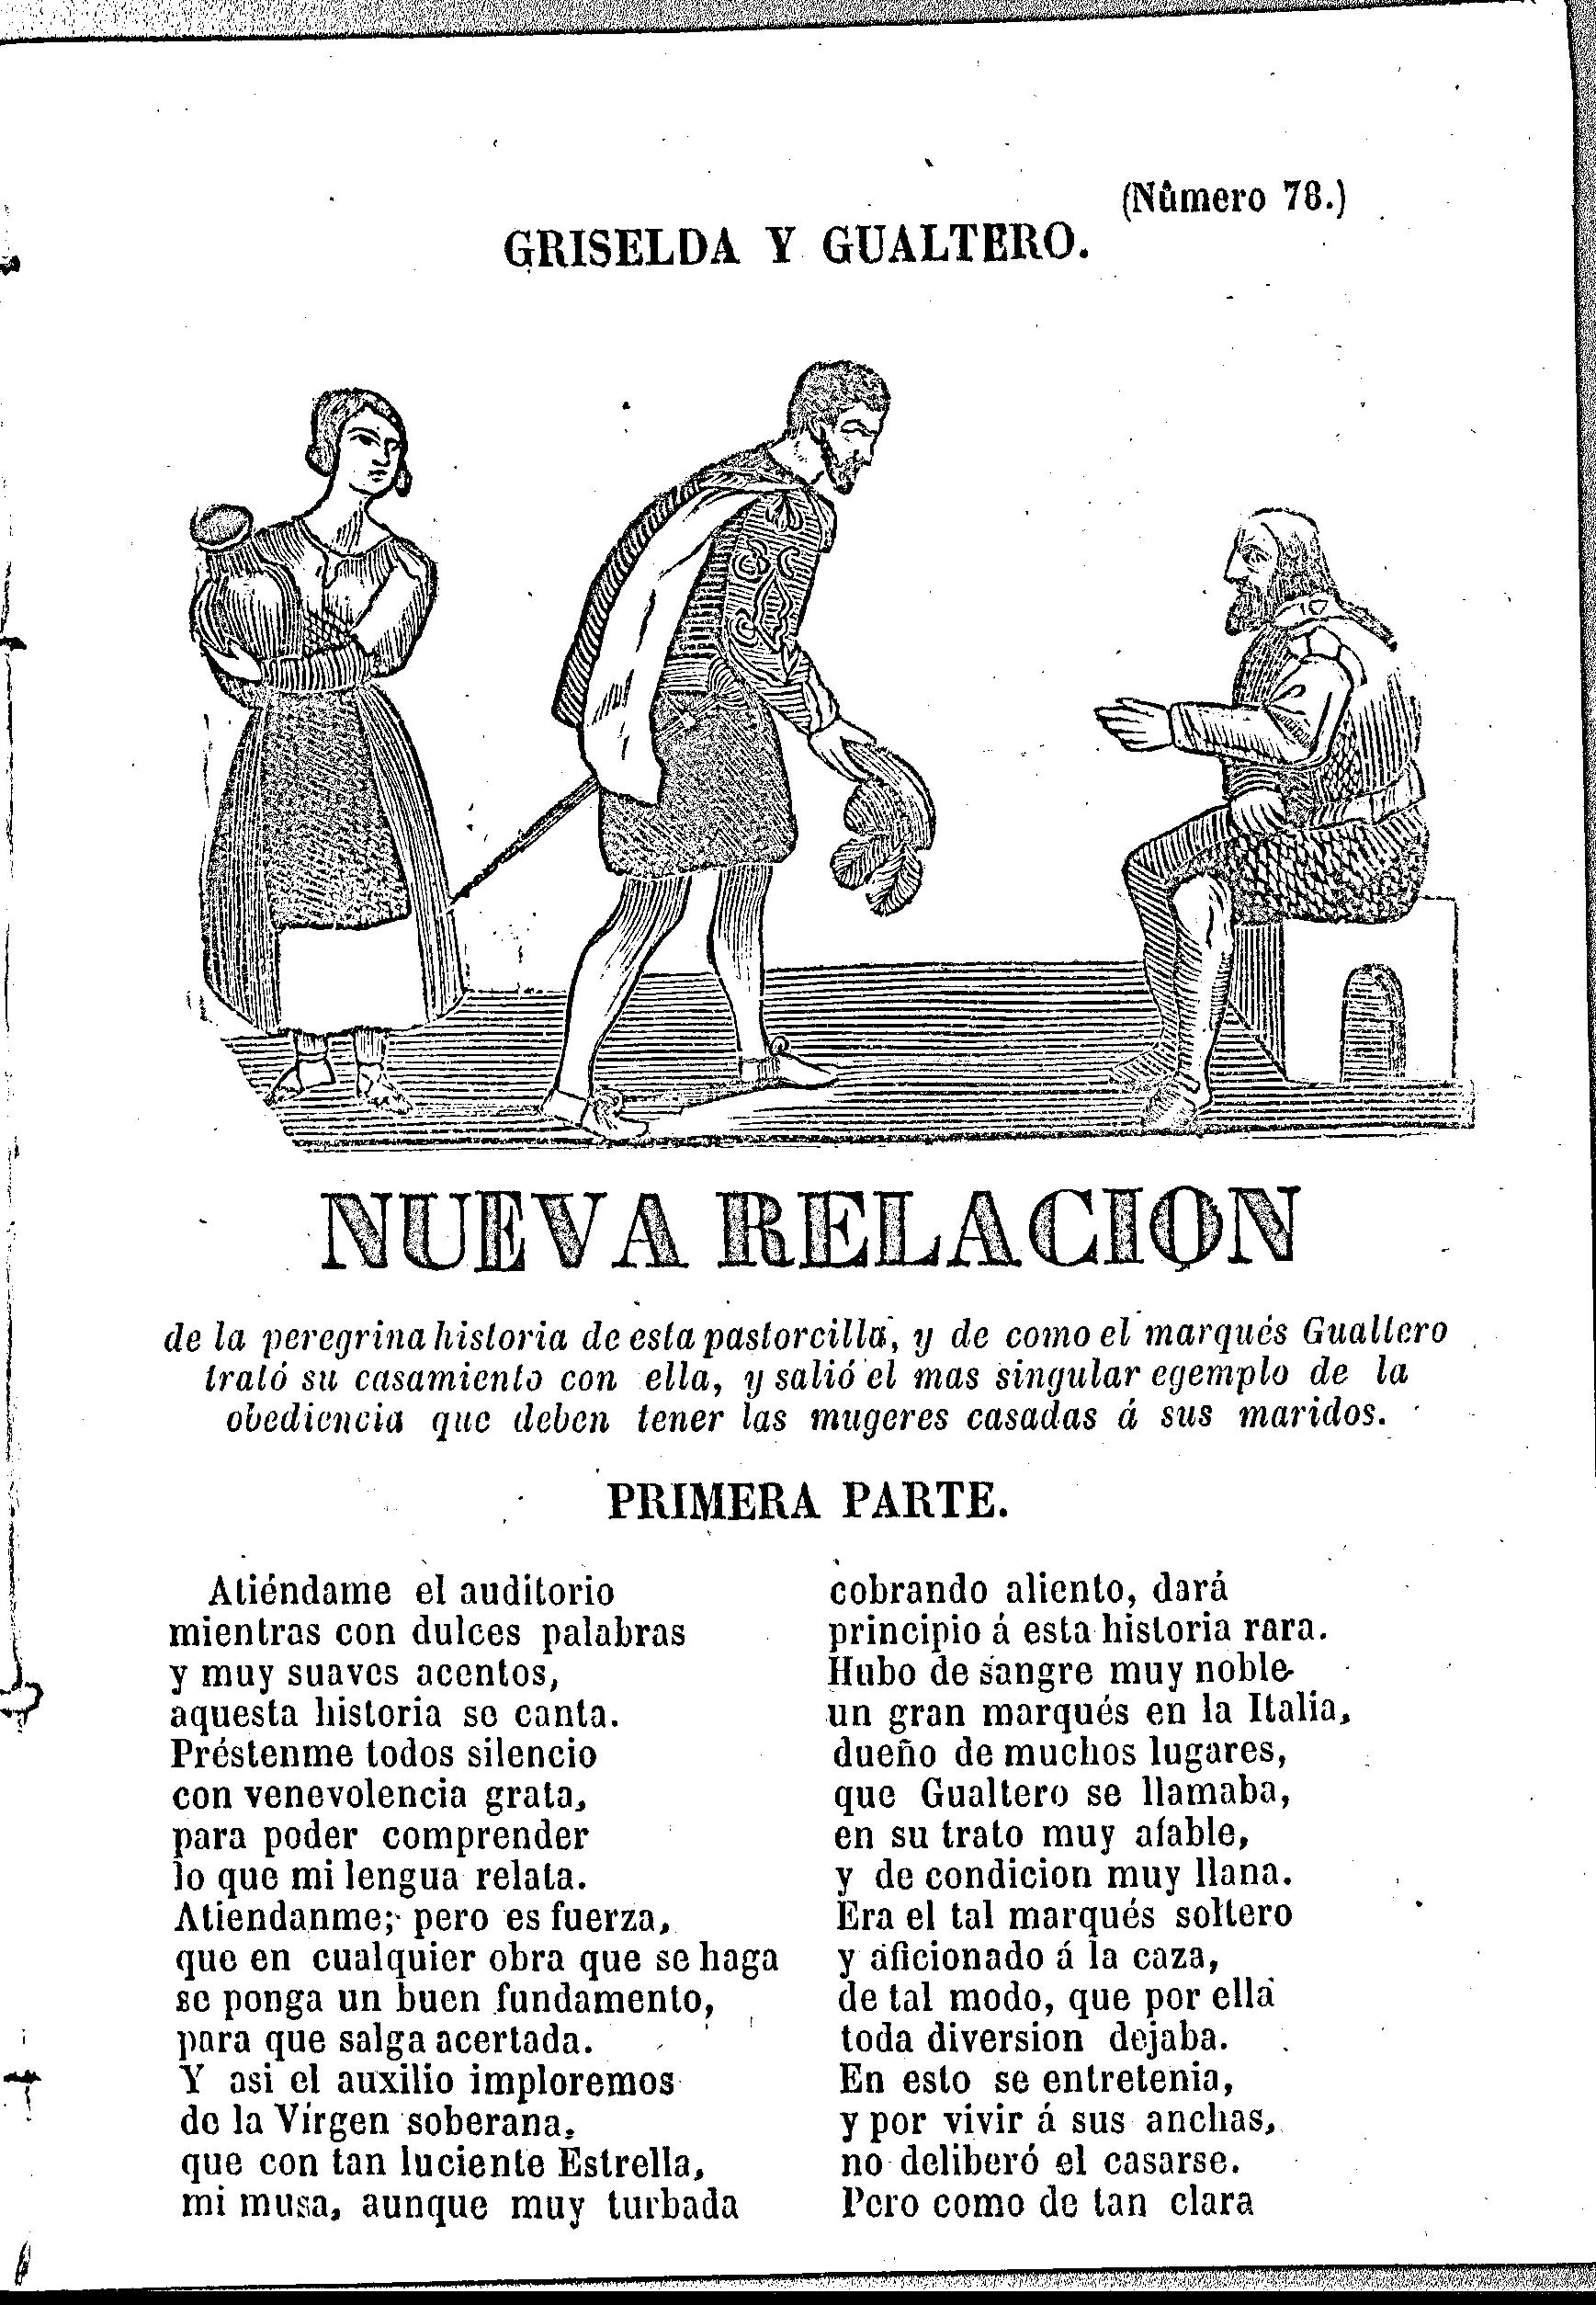 (Número 78.)
GRISELDA Y GUALTERO.
NUEVA RELACION
de la peregrina historia de esta pastorcilla, y de como el marqués Gualtero
trató su casamiento con ella, y salió el mas singular egemplo de la
obediencia que deben tener las mugeres casadas á sus maridos.
PRIMERA PARTE.
Atiéndame el auditorio
mientras con dulces palabras
y muy suaves acentos,
aquesta historia se canta.
Préstenme todos silencio
con venevolencia grata,
para poder comprender
lo que mi lengua relata.
Atiendanme; pero es fuerza,
que en cualquier obra que se haga
se ponga un buen fundamento,
para que salga acertada.
Y asi el auxilio imploremos
de la Vírgen soberana,
que con tan luciente Estrella,
mi musa, aunque muy turbada
cobrando aliento, dará
principio á esta historia rara.
Hubo de sangre muy noble
un gran marqués en la Italia,
dueño de muchos lugares,
que Gualtero se llamaba,
en su trato muy afable,
y de condicion muy llana.
Era el tal marqués soltero
y aficionado á la caza,
de tal modo, que por ella
toda diversion dejaba.
En esto se entretenia,
y por vivir á sus anchas,
no deliberó el casarse.
Pero como de tan clara